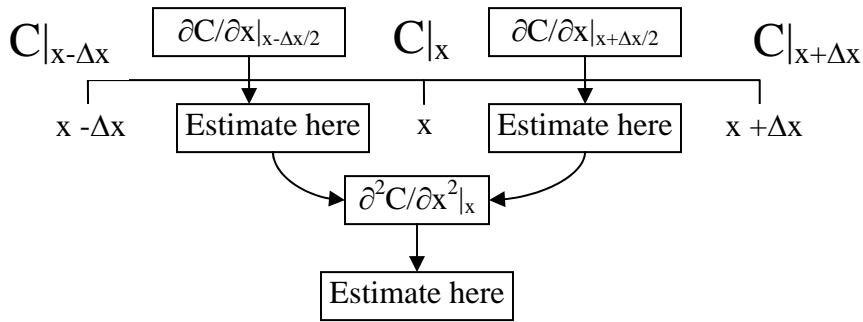 C|x-Δx ∂C/∂x|x-Δx/2 C|x ∂C/∂x|x+Δx/2 C|x+Δx
x -Δx Estimate here x Estimate here x +Δx
∂²C/∂x²|x
Estimate here